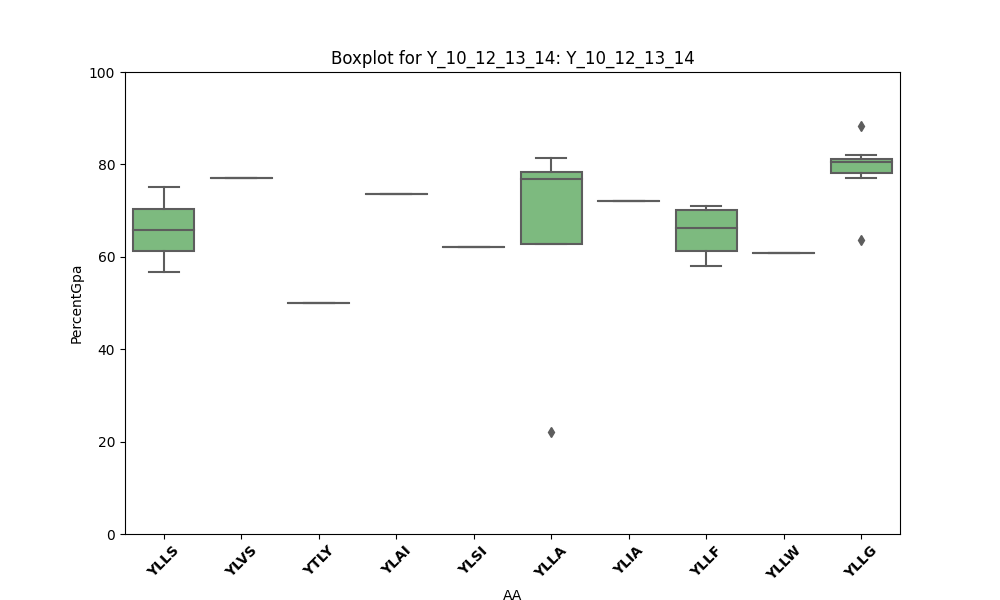 Boxplot for Y_10_12_13_14: Y_10_12_13_14
100
80
60
40
20
0
PercentGpa
YLLS YLVS YTLY YLAI YLSI YLLA YLIA YLLF YLLW YLLG
AA